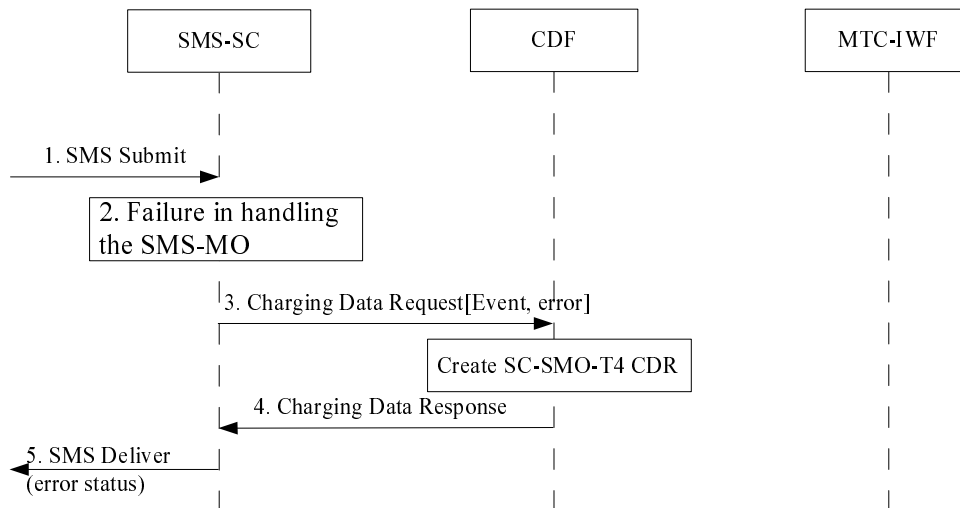 SMS-SC
CDF
MTC-IWF
1. SMS Submit
2. Failure in handling
the SMS-MO
3. Charging Data Request[Event, error]
Create SC-SMO-T4 CDR
4. Charging Data Response
5. SMS Deliver
(error status)